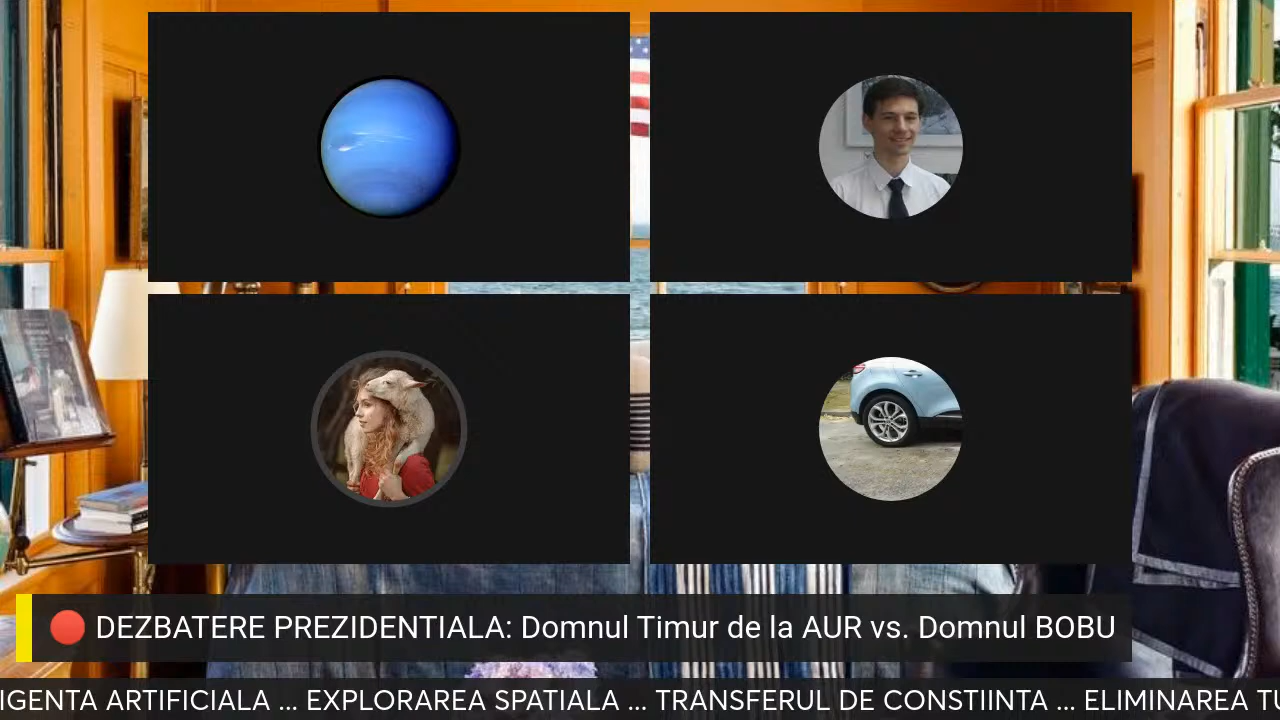 DEZBATERE PREZIDENTIALA: Domnul Timur de la AUR vs. Domnul BOBU
IGENTA ARTIFICIALA ... EXPLORAREA SPATIALA ... TRANSFERUL DE CONSTIINTA ... ELIMINAREA TU